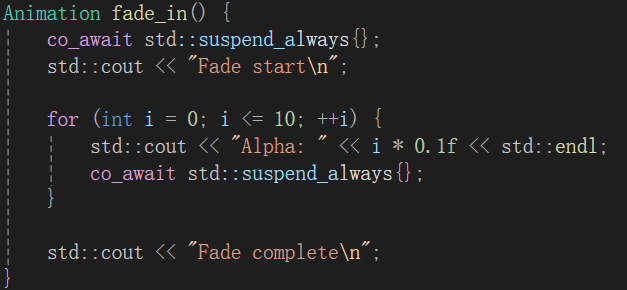 Animation fade_in() {
    co_await std::suspend_always{};
    std::cout << "Fade start\n";

    for (int i = 0; i <= 10; ++i) {
        std::cout << "Alpha: " << i * 0.1f << std::endl;
        co_await std::suspend_always{};
    }

    std::cout << "Fade complete\n";
}